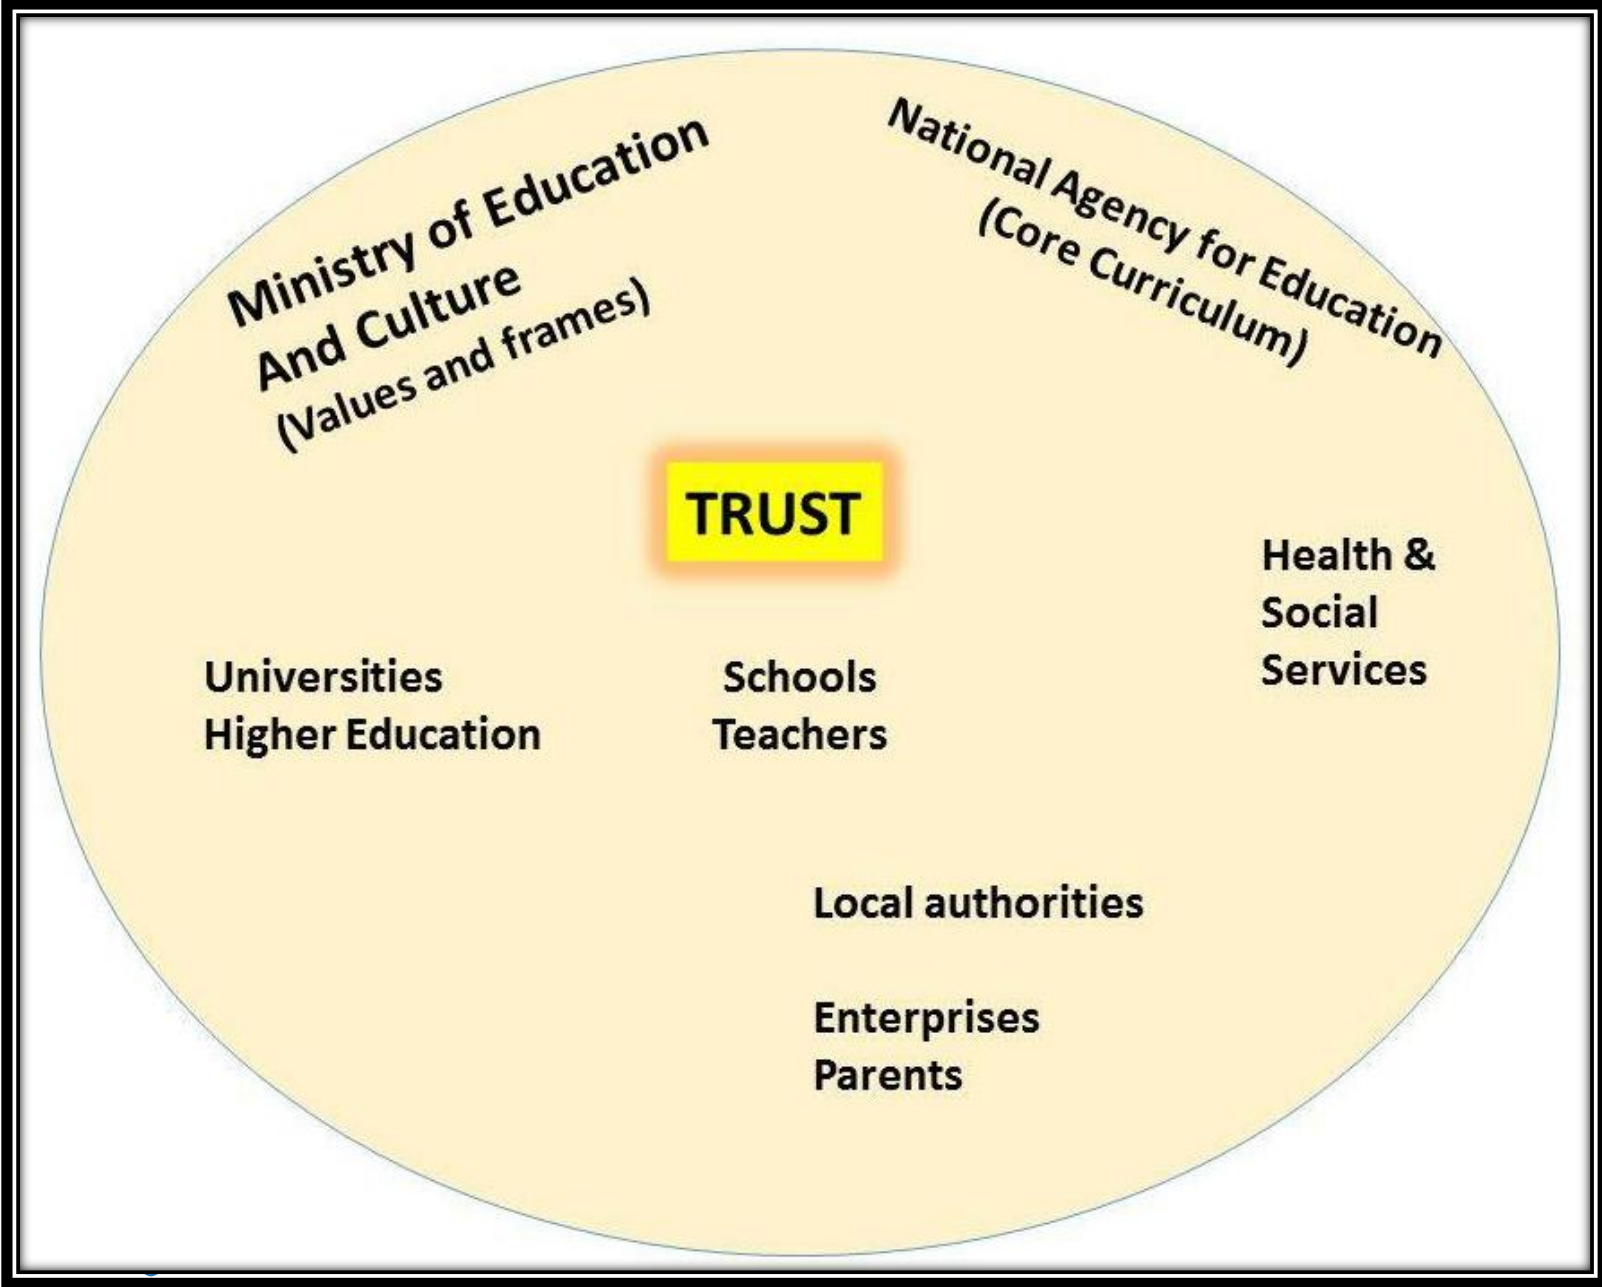 Ministry of Education
And Culture
(Values and frames)
National Agency for Education
(Core Curriculum)
TRUST
Health &
Social
Services
Universities
Higher Education
Schools
Teachers
Local authorities
Enterprises
Parents